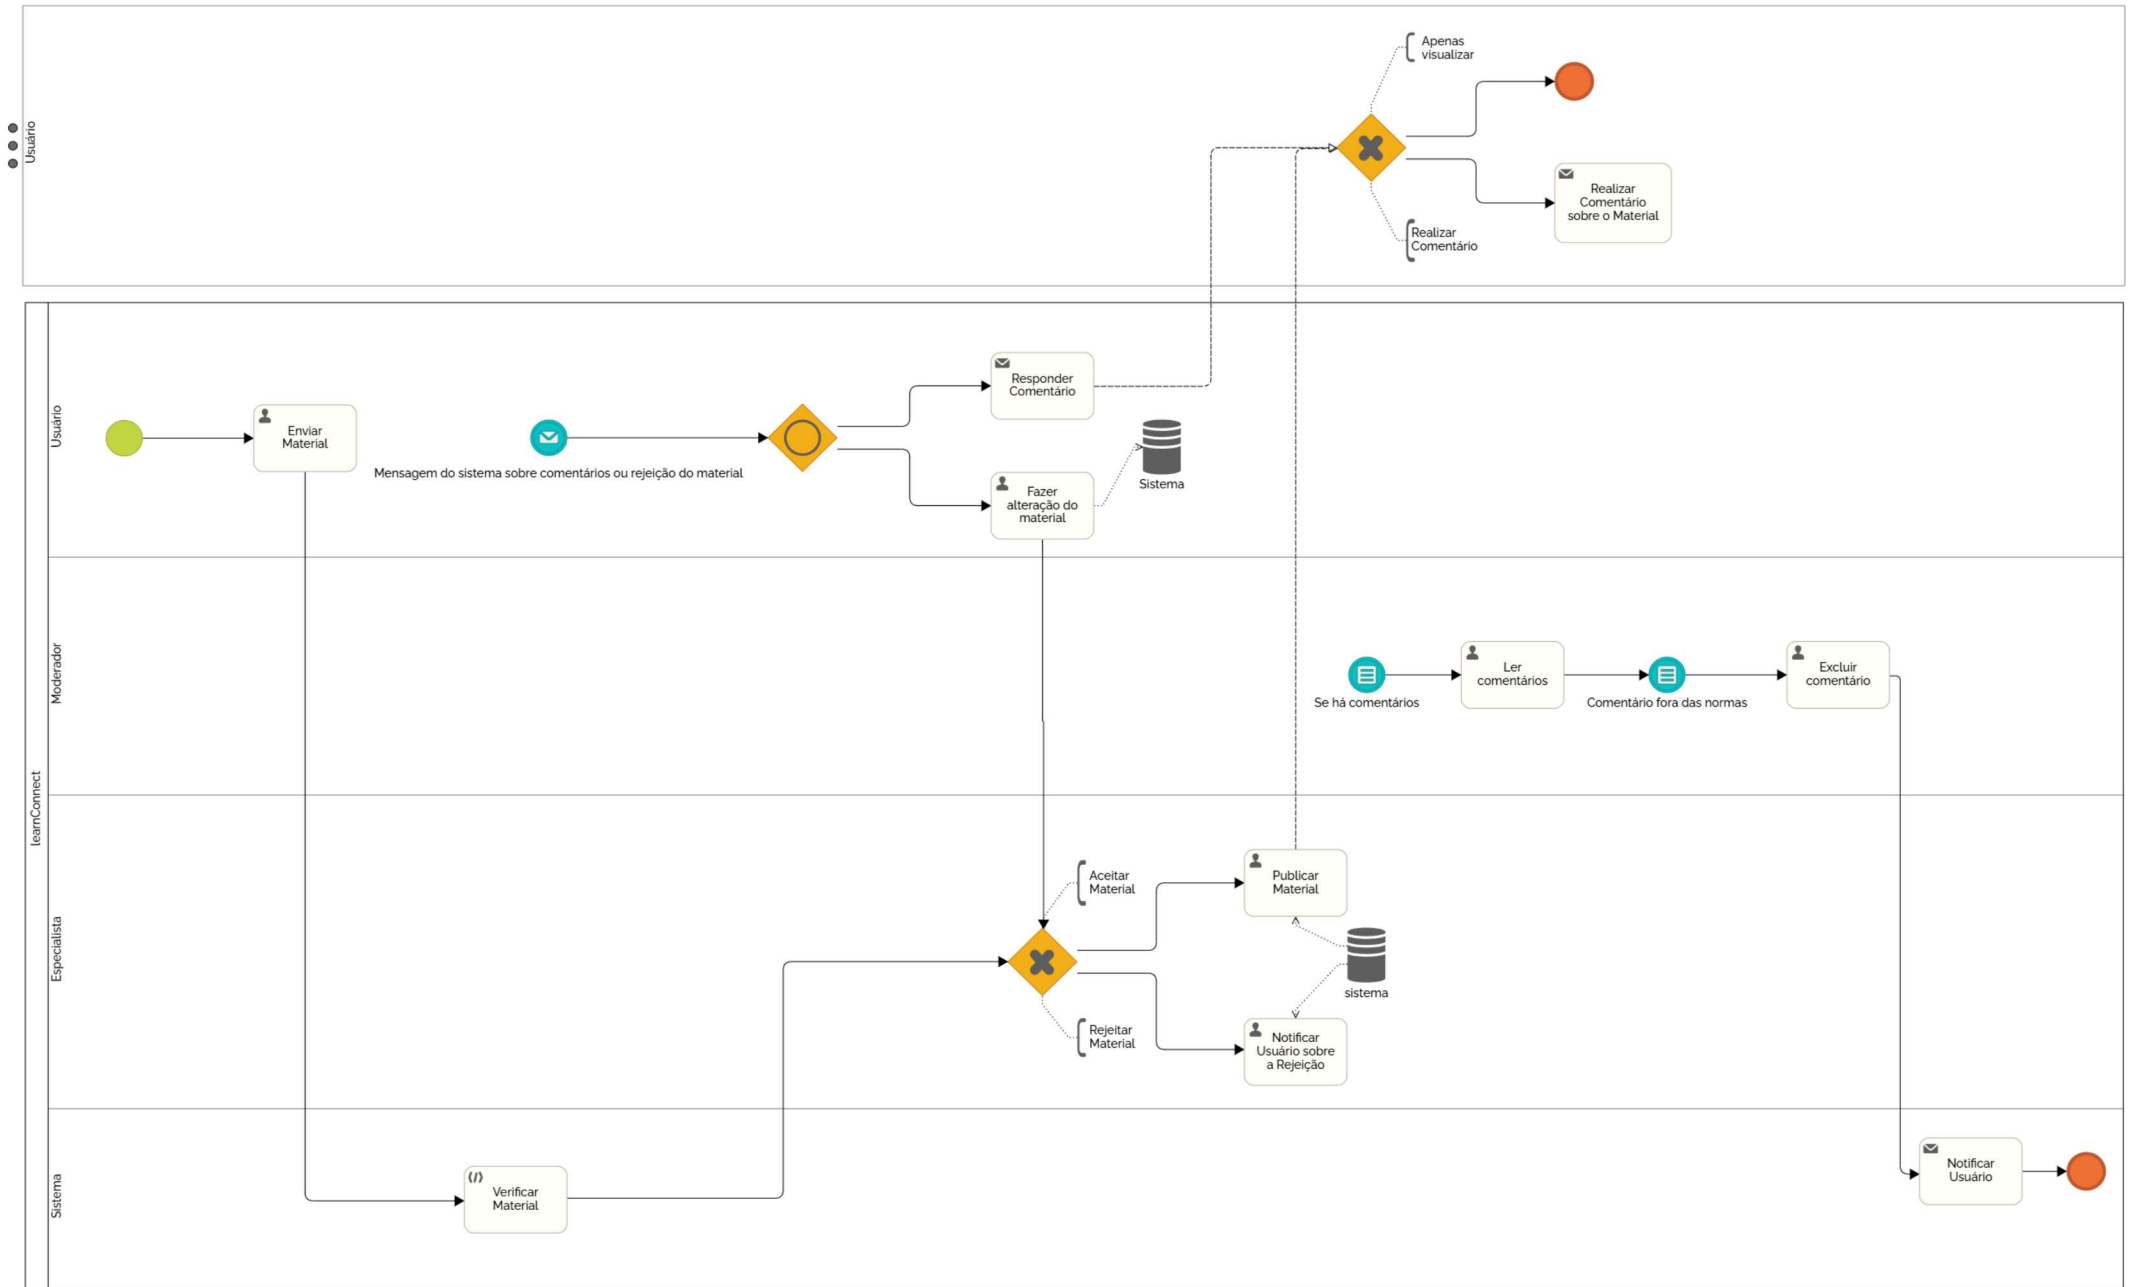 Usuário
Apenas
visualizar
Realizar
Comentário
Realizar
Comentário
sobre o Material
learnConnect
Usuário
Enviar
Material
Mensagem do sistema sobre comentários ou rejeição do material
Responder
Comentário
Fazer
alteração do
material
Sistema
Moderador
Se há comentários
Ler
comentários
Comentário fora das normas
Excluir
comentário
Especialista
Aceitar
Material
Rejeitar
Material
Publicar
Material
sistema
Notificar
Usuário sobre
a Rejeição
Sistema
Verificar
Material
Notificar
Usuário